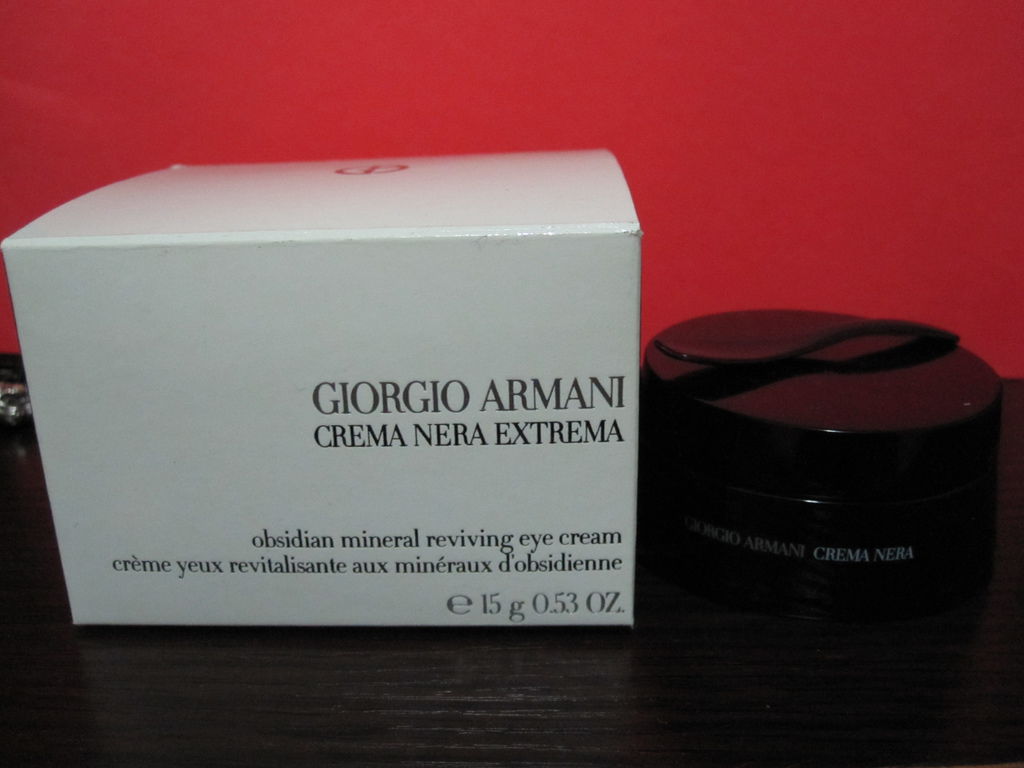 GIORGIO ARMANI
CREMA NERA EXTREMA
obsidian mineral reviving eye cream
crème yeux revitalisante aux minéraux d'obsidienne
℮ 15 g 0.53 OZ.
GIORGIO ARMANI CREMA NERA